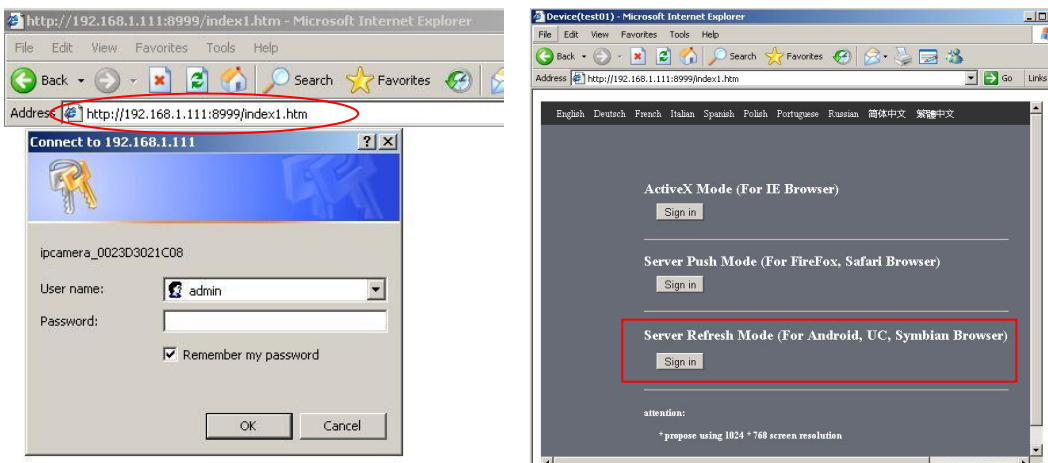 http://192.168.1.111:8999/index1.htm - Microsoft Internet Explorer
File Edit View Favorites Tools Help
Back Search Favorites
Address http://192.168.1.111:8999/index1.htm
Connect to 192.168.1.111
ipcamera_0023D3021C08
User name: admin
Password:
Remember my password
OK Cancel
Device(test01) - Microsoft Internet Explorer
File Edit View Favorites Tools Help
Back Search Favorites
Address http://192.168.1.111:8999/index1.htm Go Links
English Deutsch French Italian Spanish Polish Portuguese Russian 简体中文 繁體中文
ActiveX Mode (For IE Browser)
Sign in
Server Push Mode (For FireFox, Safari Browser)
Sign in
Server Refresh Mode (For Android, UC, Symbian Browser)
Sign in
attention:
*propose using 1024 * 768 screen resolution